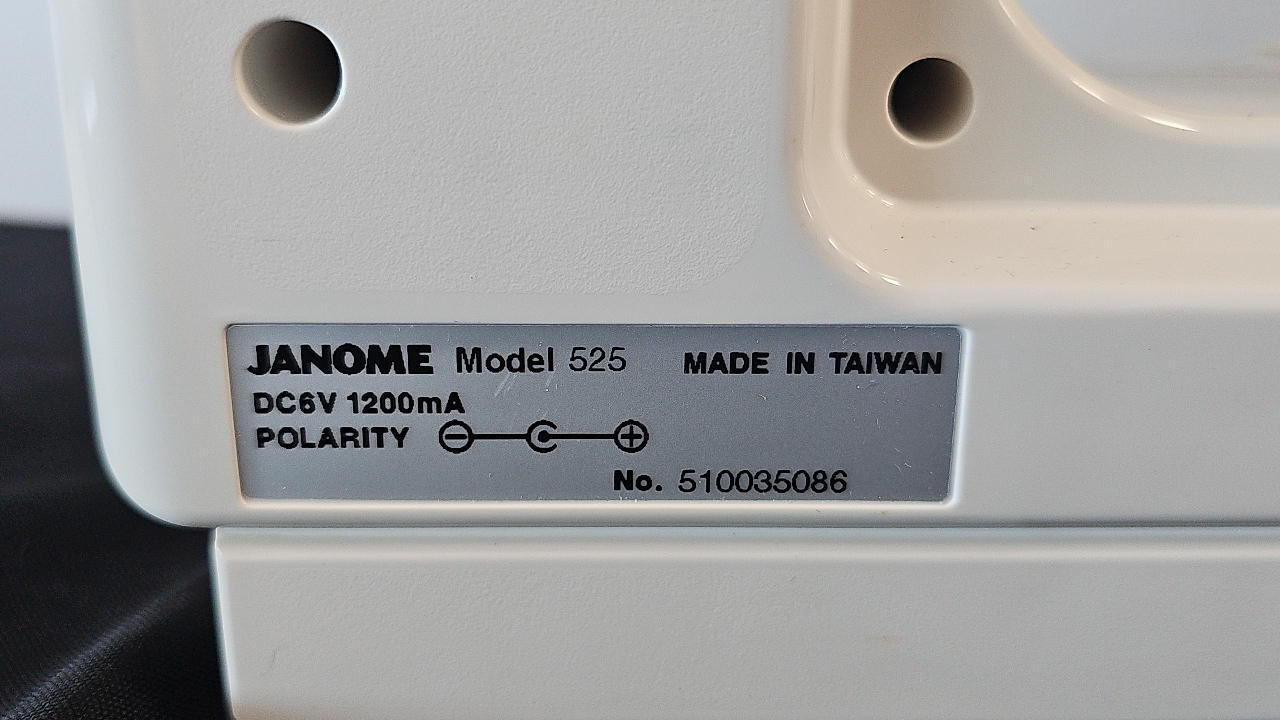 JANOME Model 525 MADE IN TAIWAN
DC6V 1200mA
POLARITY
No. 510035086